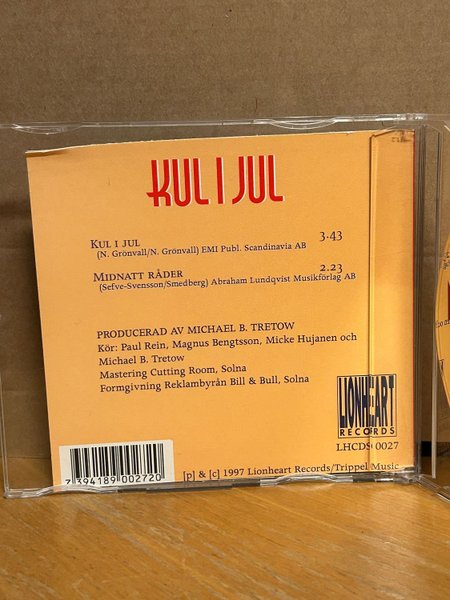 KUL I JUL
KUL I JUL 3.43
(N. Grönvall/N. Grönvall) EMI Publ. Scandinavia AB
MIDNATT RÅDER 2.23
(Sefve-Svensson/Smedberg) Abraham Lundqvist Musikförlag AB
PRODUCERAD AV MICHAEL B. TRETOW
Kör: Paul Rein, Magnus Bengtsson, Micke Hujanen och
Michael B. Tretow
Mastering Cutting Room, Solna
Formgivning Reklambyrån Bill & Bull, Solna
LIONHEART
RECORDS
LHCDS 0027
7 394189 002720
[p] & [c] 1997 Lionheart Records/Trippel Music